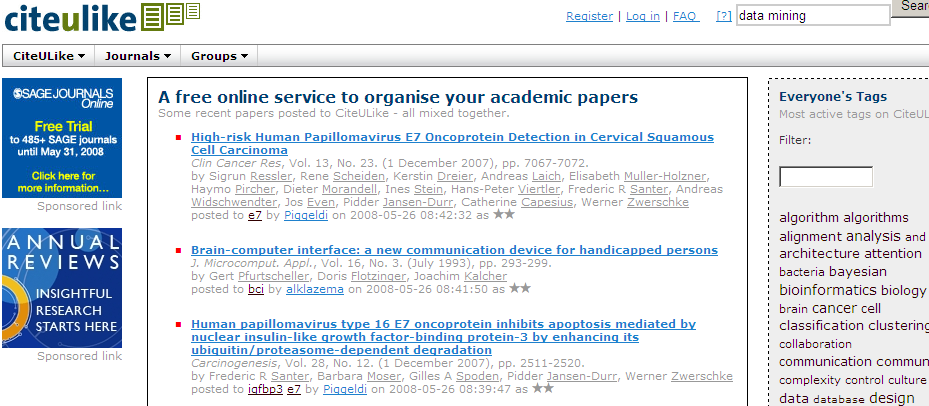 citeulike
Register | Log in | FAQ [?] data mining
CiteULike Journals Groups
SAGE JOURNALS
Online
Free Trial
to 485+ SAGE journals
until May 31, 2008
Click here for
more information...
Sponsored link
ANNUAL
REVIEWS
INSIGHTFUL
RESEARCH
STARTS HERE
Sponsored link
A free online service to organise your academic papers
Some recent papers posted to CiteULike - all mixed together.
High-risk Human Papillomavirus E7 Oncoprotein Detection in Cervical Squamous
Cell Carcinoma
Clin Cancer Res, Vol. 13, No. 23. (1 December 2007), pp. 7067-7072.
by Sigrun Ressler, Rene Scheiden, Kerstin Dreier, Andreas Laich, Elisabeth Muller-Holzner,
Haymo Pircher, Dieter Morandell, Ines Stein, Hans-Peter Viertler, Frederic R Santer, Andreas
Widschwendter, Jos Even, Pidder Jansen-Durr, Catherine Capesius, Werner Zwerschke
posted to e7 by Piggeldi on 2008-05-26 08:42:32 as ★★
Brain-computer interface: a new communication device for handicapped persons
J. Microcomput. Appl., Vol. 16, No. 3. (July 1993), pp. 293-299.
by Gert Pfurtscheller, Doris Flotzinger, Joachim Kalcher
posted to bci by alklazema on 2008-05-26 08:41:50 as ★★
Human papillomavirus type 16 E7 oncoprotein inhibits apoptosis mediated by
nuclear insulin-like growth factor-binding protein-3 by enhancing its
ubiquitin/proteasome-dependent degradation
Carcinogenesis, Vol. 28, No. 12. (1 December 2007), pp. 2511-2520.
by Frederic R Santer, Barbara Moser, Gilles A Spoden, Pidder Jansen-Durr, Werner Zwerschke
posted to igfbp3 e7 by Piggeldi on 2008-05-26 08:39:47 as ★★
Everyone's Tags
Most active tags on CiteUL
Filter:
algorithm algorithms
alignment analysis and
architecture attention
bacteria bayesian
bioinformatics biology
brain cancer cell
classification clustering
collaboration
communication commun
complexity control culture
data database design